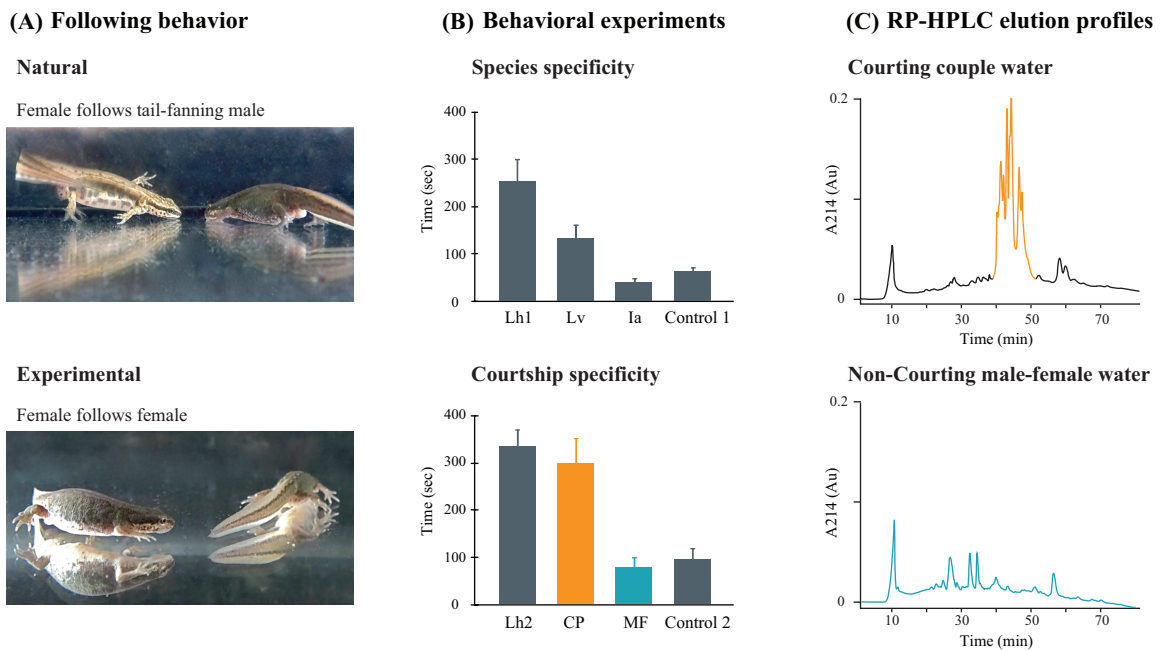 (A) Following behavior
Natural
Female follows tail-fanning male
Experimental
Female follows female
(B) Behavioral experiments
Species specificity
400
300
200
100
0
Time (sec)
Lh1 Lv Ia Control 1
Courtship specificity
400
300
200
100
0
Time (sec)
Lh2 CP MF Control 2
(C) RP-HPLC elution profiles
Courting couple water
0.2
0
A214 (Au)
10 30 50 70
Time (min)
Non-Courting male-female water
0.2
0
A214 (Au)
10 30 50 70
Time (min)